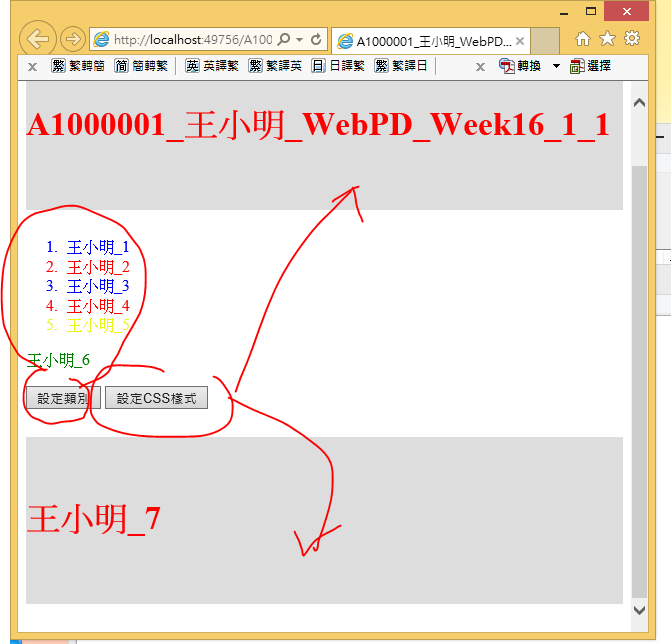 http://localhost:49756/A100
A1000001_王小明_WebPD...
繁 繁轉簡 简 簡轉繁 英 英譯繁 繁 繁譯英 日 日譯繁 繁 繁譯日 轉換 選擇
A1000001_王小明_WebPD_Week16_1_1
1. 王小明_1
2. 王小明_2
3. 王小明_3
4. 王小明_4
5. 王小明_5
王小明_6
設定類別 設定CSS樣式
王小明_7